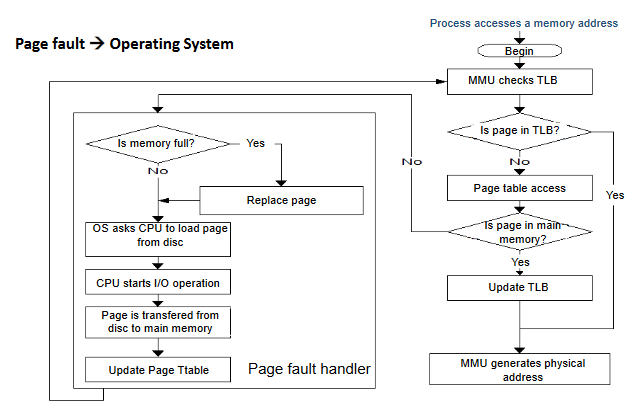 Process accesses a memory address
Page fault → Operating System
Begin
MMU checks TLB
Is page in TLB?
No
Yes
Page table access
Is page in main
memory?
No
Yes
Update TLB
MMU generates physical
address
Is memory full?
Yes
No
Replace page
OS asks CPU to load page
from disc
CPU starts I/O operation
Page is transfered from
disc to main memory
Update Page Ttable
Page fault handler